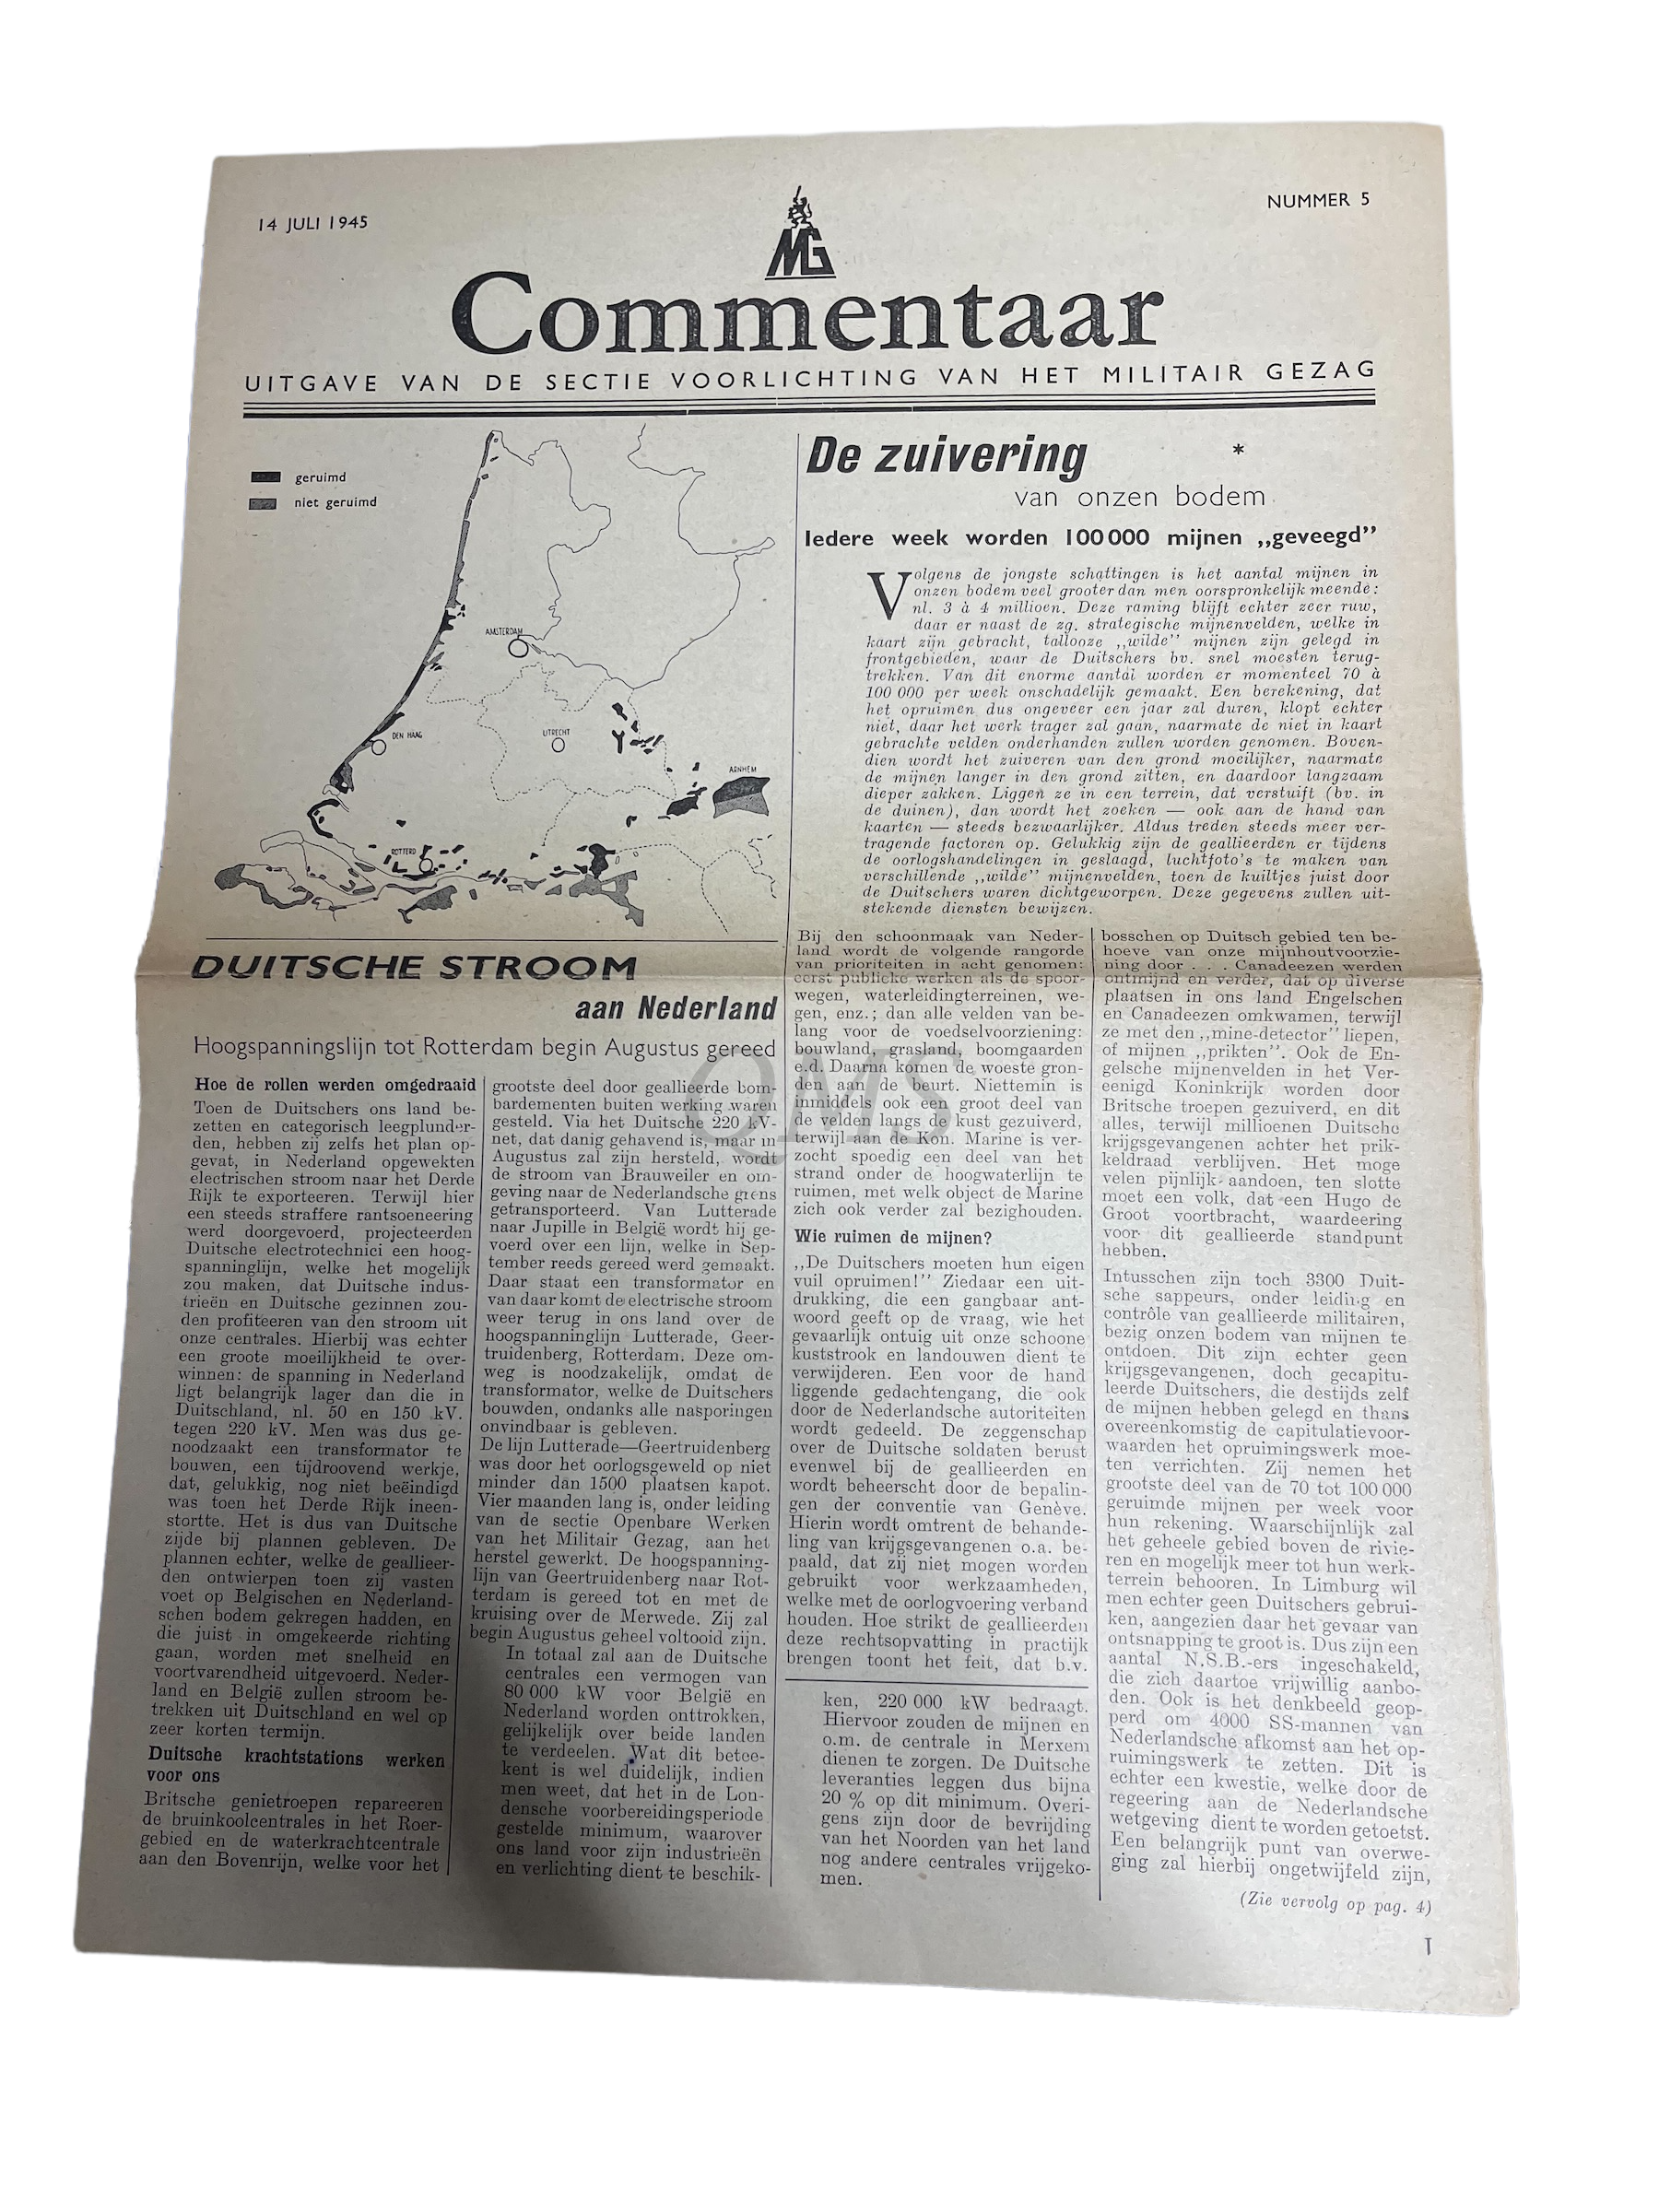 14 JULI 1945
NUMMER 5
MG
Commentaar
UITGAVE VAN DE SECTIE VOORLICHTING VAN HET MILITAIR GEZAG
geruimd
niet geruimd
AMSTERDAM
DEN HAAG
UTRECHT
ARNHEM
ROTTERD
De zuivering *
van onzen bodem
Iedere week worden 100 000 mijnen „geveegd”
Volgens de jongste schattingen is het aantal mijnen in
onzen bodem veel grooter dan men oorspronkelijk meende:
nl. 3 à 4 millioen. Deze raming blijft echter zeer ruw,
daar er naast de zg. strategische mijnenvelden, welke in
kaart zijn gebracht, tallooze „wilde” mijnen zijn gelegd in
frontgebieden, waar de Duitschers bv. snel moesten terug-
trekken. Van dit enorme aantal worden er momenteel 70 à
100 000 per week onschadelijk gemaakt. Een berekening, dat
het opruimen dus ongeveer een jaar zal duren, klopt echter
niet, daar het werk trager zal gaan, naarmate de niet in kaart
gebrachte velden onderhanden zullen worden genomen. Boven-
dien wordt het zuiveren van den grond moeilijker, naarmate
de mijnen langer in den grond zitten, en daardoor langzaam
dieper zakken. Liggen ze in een terrein, dat verstuift (bv. in
de duinen), dan wordt het zoeken — ook aan de hand van
kaarten — steeds bezwaarlijker. Aldus treden steeds meer ver-
tragende factoren op. Gelukkig zijn de geallieerden er tijdens
de oorlogshandelingen in geslaagd, luchtfoto's te maken van
verschillende „wilde” mijnenvelden, toen de kuiltjes juist door
de Duitschers waren dichtgeworpen. Deze gegevens zullen uit-
stekende diensten bewijzen.
Bij den schoonmaak van Neder-
land wordt de volgende rangorde
van prioriteiten in acht genomen:
eerst publieke werken als de spoor-
wegen, waterleidingterreinen, we-
gen, enz.; dan alle velden van be-
lang voor de voedselvoorziening:
bouwland, grasland, boomgaarden
e.d. Daarna komen de woeste gron-
den aan de beurt. Niettemin is
inmiddels ook een groot deel van
de velden langs de kust gezuiverd,
terwijl aan de Kon. Marine is ver-
zocht spoedig een deel van het
strand onder de hoogwaterlijn te
ruimen, met welk object de Marine
zich ook verder zal bezighouden.
Wie ruimen de mijnen?
„De Duitschers moeten hun eigen
vuil opruimen!” Ziedaar een uit-
drukking, die een gangbaar ant-
woord geeft op de vraag, wie het
gevaarlijk ontuig uit onze schoone
kuststrook en landouwen dient te
verwijderen. Een voor de hand
liggende gedachtengang, die ook
door de Nederlandsche autoriteiten
wordt gedeeld. De zeggenschap
over de Duitsche soldaten berust
evenwel bij de geallieerden en
wordt beheerscht door de bepalin-
gen der conventie van Genève.
Hierin wordt omtrent de behande-
ling van krijgsgevangenen o.a. be-
paald, dat zij niet mogen worden
gebruikt voor werkzaamheden,
welke met de oorlogvoering verband
houden. Hoe strikt de geallieerden
deze rechtsopvatting in practijk
brengen toont het feit, dat b.v.
bosschen op Duitsch gebied ten be-
hoeve van onze mijnhoutvoorzie-
ning door . . . Canadeezen werden
ontmijnd en verder, dat op diverse
plaatsen in ons land Engelschen
en Canadeezen omkwamen, terwijl
ze met den „mine-detector” liepen,
of mijnen „prikten”. Ook de En-
gelsche mijnenvelden in het Ver-
eenigd Koninkrijk worden door
Britsche troepen gezuiverd, en dit
alles, terwijl millioenen Duitsche
krijgsgevangenen achter het prik-
keldraad verblijven. Het moge
velen pijnlijk aandoen, ten slotte
moet een volk, dat een Hugo de
Groot voortbracht, waardeering
voor dit geallieerde standpunt
hebben.
Intusschen zijn toch 3300 Duit-
sche sappeurs, onder leiding en
contrôle van geallieerde militairen,
bezig onzen bodem van mijnen te
ontdoen. Dit zijn echter geen
krijgsgevangenen, doch gecapitu-
leerde Duitschers, die destijds zelf
de mijnen hebben gelegd en thans
overeenkomstig de capitulatievoor-
waarden het opruimingswerk moe-
ten verrichten. Zij nemen het
grootste deel van de 70 tot 100 000
geruimde mijnen per week voor
hun rekening. Waarschijnlijk zal
het geheele gebied boven de rivie-
ren en mogelijk meer tot hun werk-
terrein behooren. In Limburg wil
men echter geen Duitschers gebrui-
ken, aangezien daar het gevaar van
ontsnapping te groot is. Dus zijn een
aantal N.S.B.-ers ingeschakeld,
die zich daartoe vrijwillig aanbo-
den. Ook is het denkbeeld geop-
perd om 4000 SS-mannen van
Nederlandsche afkomst aan het op-
ruimingswerk te zetten. Dit is
echter een kwestie, welke door de
regeering aan de Nederlandsche
wetgeving dient te worden getoetst.
Een belangrijk punt van overwe-
ging zal hierbij ongetwijfeld zijn,
(Zie vervolg op pag. 4)
DUITSCHE STROOM
aan Nederland
Hoogspanningslijn tot Rotterdam begin Augustus gereed
Hoe de rollen werden omgedraaid
Toen de Duitschers ons land be-
zetten en categorisch leegplunder-
den, hebben zij zelfs het plan op-
gevat, in Nederland opgewekten
electrischen stroom naar het Derde
Rijk te exporteeren. Terwijl hier
een steeds straffere rantsoeneering
werd doorgevoerd, projecteerden
Duitsche electrotechnici een hoog-
spanninglijn, welke het mogelijk
zou maken, dat Duitsche indus-
trieën en Duitsche gezinnen zou-
den profiteeren van den stroom uit
onze centrales. Hierbij was echter
een groote moeilijkheid te over-
winnen: de spanning in Nederland
ligt belangrijk lager dan die in
Duitschland, nl. 50 en 150 kV.
tegen 220 kV. Men was dus ge-
noodzaakt een transformator te
bouwen, een tijdroovend werkje,
dat, gelukkig, nog niet beëindigd
was toen het Derde Rijk ineen-
stortte. Het is dus van Duitsche
zijde bij plannen gebleven. De
plannen echter, welke de geallieer-
den ontwierpen toen zij vasten
voet op Belgischen en Nederland-
schen bodem gekregen hadden, en
die juist in omgekeerde richting
gaan, worden met snelheid en
voortvarendheid uitgevoerd. Neder-
land en België zullen stroom be-
trekken uit Duitschland en wel op
zeer korten termijn.
Duitsche krachtstations werken
voor ons
Britsche genietroepen repareeren
de bruinkoolcentrales in het Roer-
gebied en de waterkrachtcentrale
aan den Bovenrijn, welke voor het
grootste deel door geallieerde bom-
bardementen buiten werking waren
gesteld. Via het Duitsche 220 kV-
net, dat danig gehavend is, maar in
Augustus zal zijn hersteld, wordt
de stroom van Brauweiler en om-
geving naar de Nederlandsche grens
getransporteerd. Van Lutterade
naar Jupille in België wordt hij ge-
voerd over een lijn, welke in Sep-
tember reeds gereed werd gemaakt.
Daar staat een transformator en
van daar komt de electrische stroom
weer terug in ons land over de
hoogspanninglijn Lutterade, Geer-
truidenberg, Rotterdam. Deze om-
weg is noodzakelijk, omdat de
transformator, welke de Duitschers
bouwden, ondanks alle nasporingen
onvindbaar is gebleven.
De lijn Lutterade—Geertruidenberg
was door het oorlogsgeweld op niet
minder dan 1500 plaatsen kapot.
Vier maanden lang is, onder leiding
van de sectie Openbare Werken
van het Militair Gezag, aan het
herstel gewerkt. De hoogspanning-
lijn van Geertruidenberg naar Rot-
terdam is gereed tot en met de
kruising over de Merwede. Zij zal
begin Augustus geheel voltooid zijn.
In totaal zal aan de Duitsche
centrales een vermogen van
80 000 kW voor België en
Nederland worden onttrokken,
gelijkelijk over beide landen
te verdeelen. Wat dit betee-
kent is wel duidelijk, indien
men weet, dat het in de Lon-
densche voorbereidingsperiode
gestelde minimum, waarover
ons land voor zijn industrieën
en verlichting dient te beschik-
ken, 220 000 kW bedraagt.
Hiervoor zouden de mijnen en
o.m. de centrale in Merxem
dienen te zorgen. De Duitsche
leveranties leggen dus bijna
20 % op dit minimum. Overi-
gens zijn door de bevrijding
van het Noorden van het land
nog andere centrales vrijgeko-
men.
1
QMS